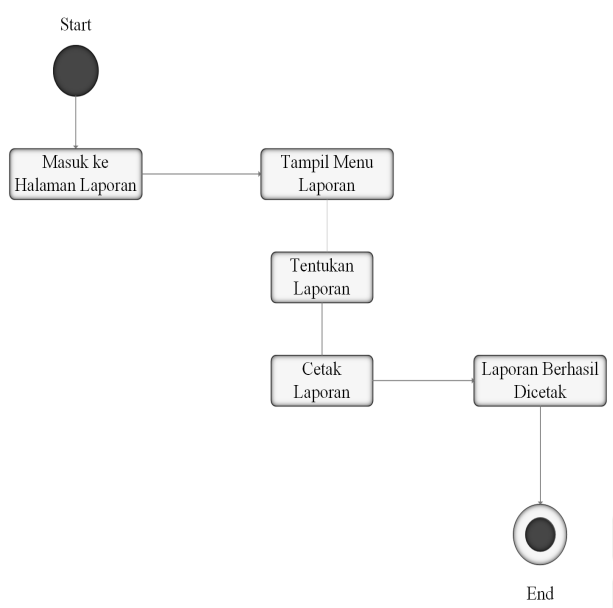 Start
Masuk ke
Halaman Laporan
Tampil Menu
Laporan
Tentukan
Laporan
Cetak
Laporan
Laporan Berhasil
Dicetak
End